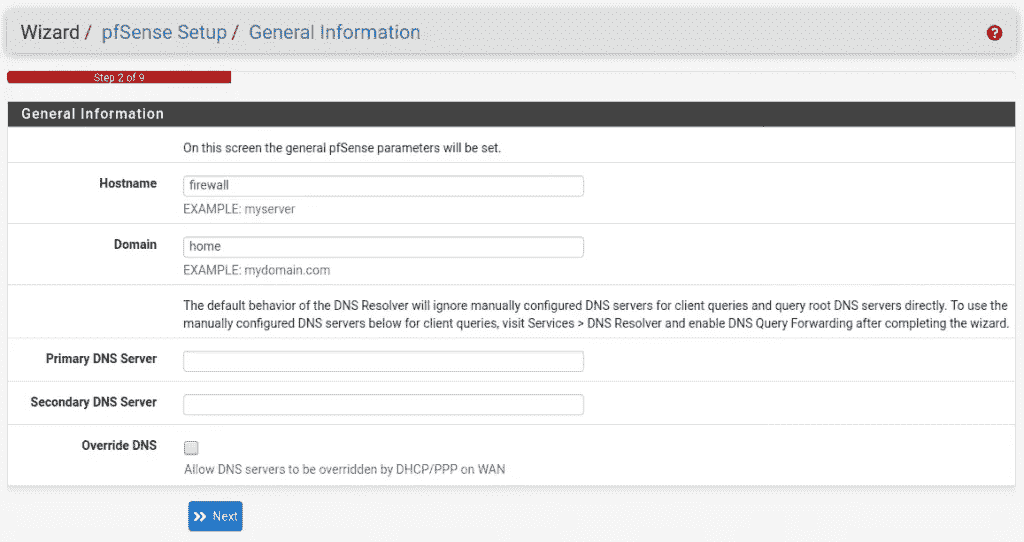 Wizard / pfSense Setup / General Information
?
Step 2 of 9
General Information
On this screen the general pfSense parameters will be set.
Hostname
firewall
EXAMPLE: myserver
Domain
home
EXAMPLE: mydomain.com
The default behavior of the DNS Resolver will ignore manually configured DNS servers for client queries and query root DNS servers directly. To use the
manually configured DNS servers below for client queries, visit Services > DNS Resolver and enable DNS Query Forwarding after completing the wizard.
Primary DNS Server
Secondary DNS Server
Override DNS
Allow DNS servers to be overridden by DHCP/PPP on WAN
Next